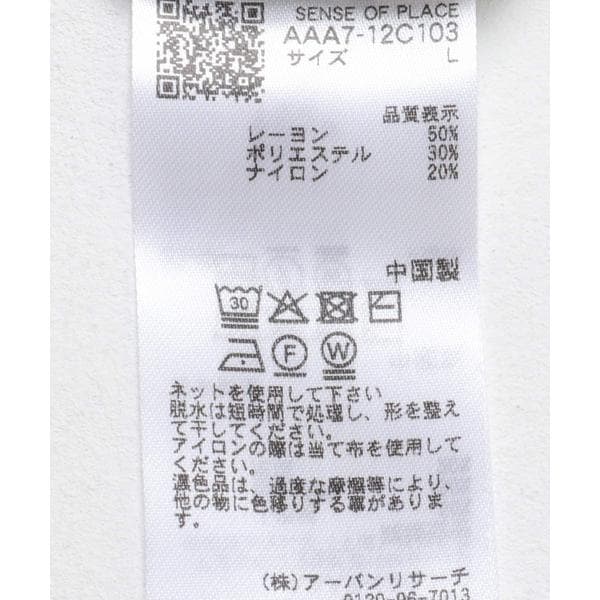 SENSE OF PLACE
AAA7-12C103
サイズ L
品質表示
レーヨン 50%
ポリエステル 30%
ナイロン 20%
中国製
30
F W
ネットを使用して下さい
脱水は短時間で処理し、形を整え
て干してください。
アイロンの際は当て布を使用して
ください。
濃色品は、過度な摩擦等により、
他の物に色移りする事がありま
す。
(株)アーバンリサーチ
0120-96-7013